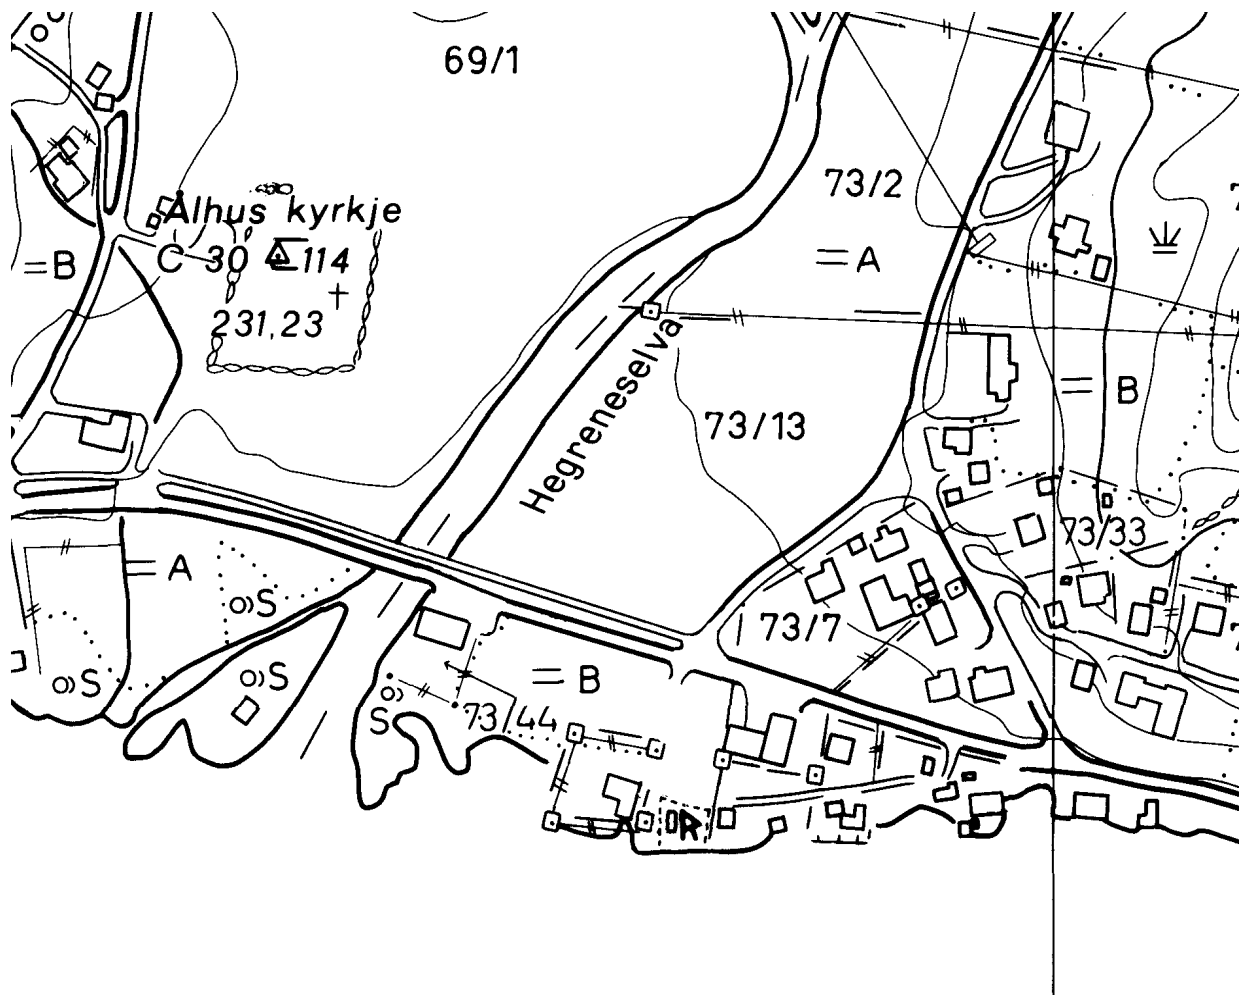 69/1
73/2
Ålhus kyrkje
= A
= B
C 30 114
231,23
Hegreneselva
= B
73/13
73/33
= A
S
73/7
S
S
= B
S
73/44
R